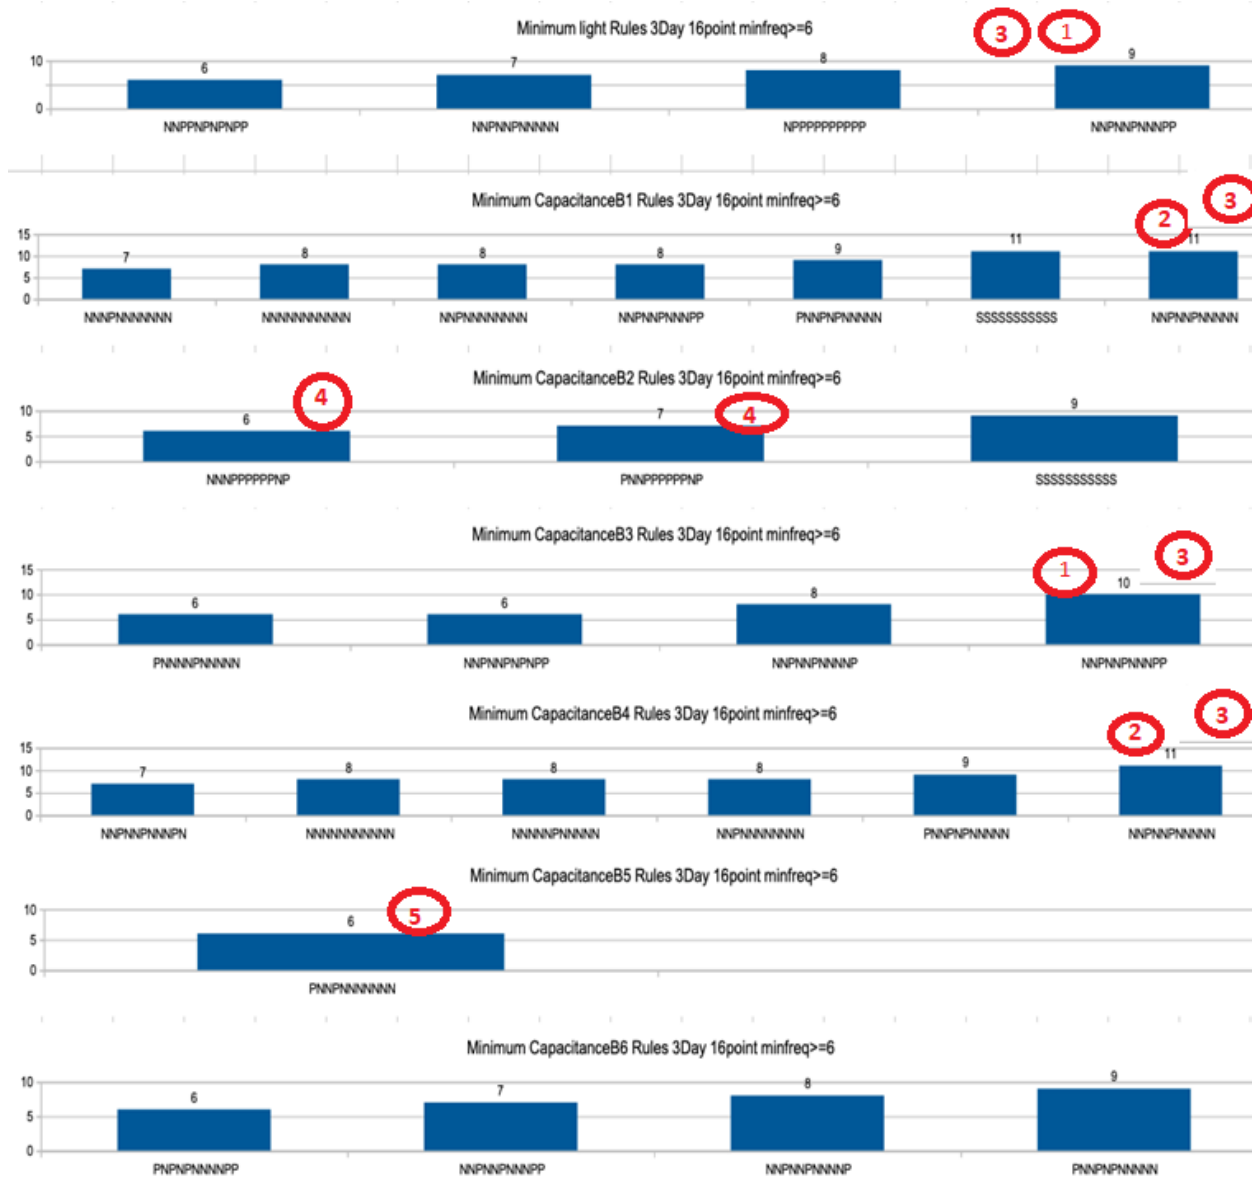 Minimum light Rules 3Day 16point minfreq>=6
3 1
10
0
6 7 8 9
NNPPNPNPNPP NNPNNPNNNNN NPPPPPPPPPP NNPNNPNNNPP
Minimum CapacitanceB1 Rules 3Day 16point minfreq>=6
2 3
15
10
5
0
7 8 8 8 9 11 11
NNNPNNNNNNN NNNNNNNNNNN NNPNNNNNNNN NNPNNPNNNPP PNNPNPNNNNN SSSSSSSSSSS NNPNNPNNNNN
Minimum CapacitanceB2 Rules 3Day 16point minfreq>=6
4 4
10
5
0
6 7 9
NNNPPPPPPNP PNNPPPPPPNP SSSSSSSSSSS
Minimum CapacitanceB3 Rules 3Day 16point minfreq>=6
1 3
15
10
5
0
6 6 8 10
PNNNNPNNNNN NNPNNPNPNPP NNPNNPNNNNP NNPNNPNNNPP
Minimum CapacitanceB4 Rules 3Day 16point minfreq>=6
2 3
15
10
5
0
7 8 8 8 9 11
NNPNNPNNNPN NNNNNNNNNNN NNNNNPNNNNN NNPNNNNNNNN PNNPNPNNNNN NNPNNPNNNNN
Minimum CapacitanceB5 Rules 3Day 16point minfreq>=6
5
10
5
0
6
PNNPNNNNNNN
Minimum CapacitanceB6 Rules 3Day 16point minfreq>=6
10
5
0
6 7 8 9
PNPNPNNNNPP NNPNNPNNNPP NNPNNPNNNNP PNNPNPNNNNN